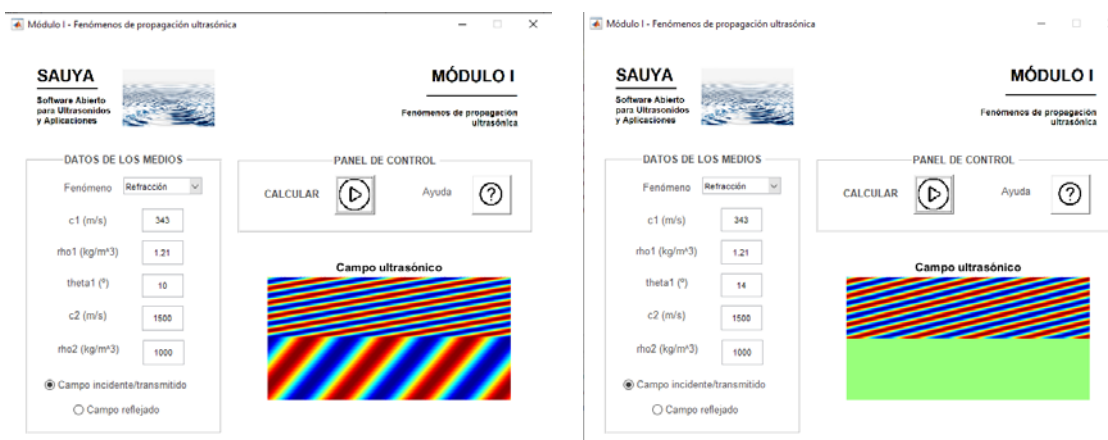 Módulo I - Fenómenos de propagación ultrasónica
SAUYA
Software Abierto
para Ultrasonidos
y Aplicaciones
MÓDULO I
Fenómenos de propagación
ultrasónica
DATOS DE LOS MEDIOS
Fenómeno Refracción
c1 (m/s) 343
rho1 (kg/m^3) 1.21
theta1 (º) 10
c2 (m/s) 1500
rho2 (kg/m^3) 1000
Campo incidente/transmitido
Campo reflejado
PANEL DE CONTROL
CALCULAR Ayuda ?
Campo ultrasónico
Módulo I - Fenómenos de propagación ultrasónica
SAUYA
Software Abierto
para Ultrasonidos
y Aplicaciones
MÓDULO I
Fenómenos de propagación
ultrasónica
DATOS DE LOS MEDIOS
Fenómeno Refracción
c1 (m/s) 343
rho1 (kg/m^3) 1.21
theta1 (º) 14
c2 (m/s) 1500
rho2 (kg/m^3) 1000
Campo incidente/transmitido
Campo reflejado
PANEL DE CONTROL
CALCULAR Ayuda ?
Campo ultrasónico